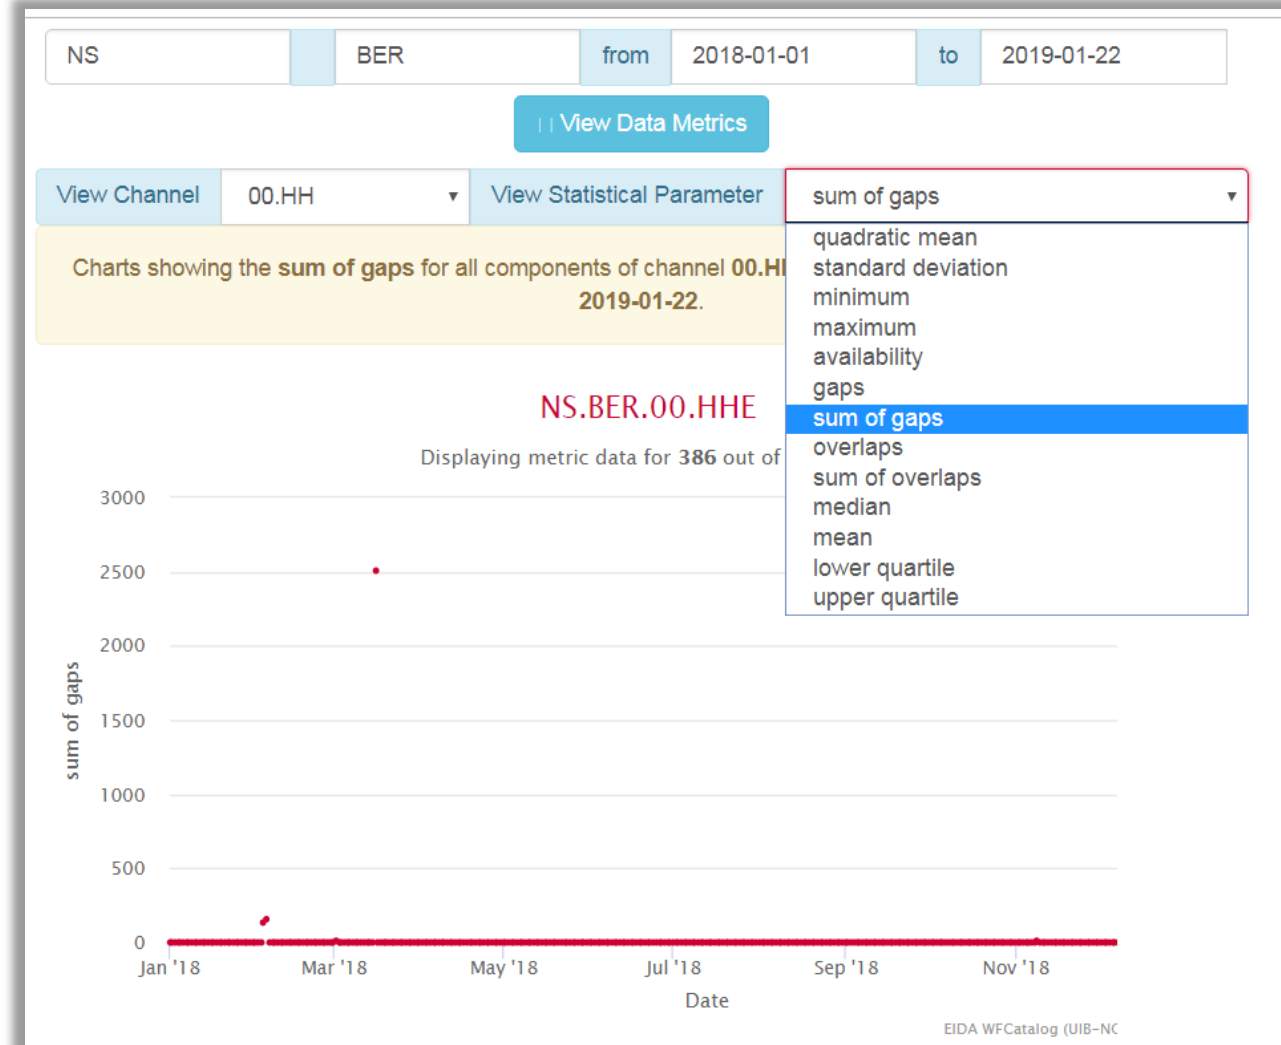 NS BER from 2018-01-01 to 2019-01-22
View Data Metrics
View Channel 00.HH View Statistical Parameter sum of gaps
quadratic mean
standard deviation
minimum
maximum
availability
gaps
sum of gaps
overlaps
sum of overlaps
median
mean
lower quartile
upper quartile
Charts showing the sum of gaps for all components of channel
2019-01-22.
NS.BER.00.HHE
Displaying metric data for 386 out of
3000
2500
2000
1500
1000
500
0
sum of gaps
Jan '18 Mar '18 May '18 Jul '18 Sep '18 Nov '18
Date
EIDA WFCatalog